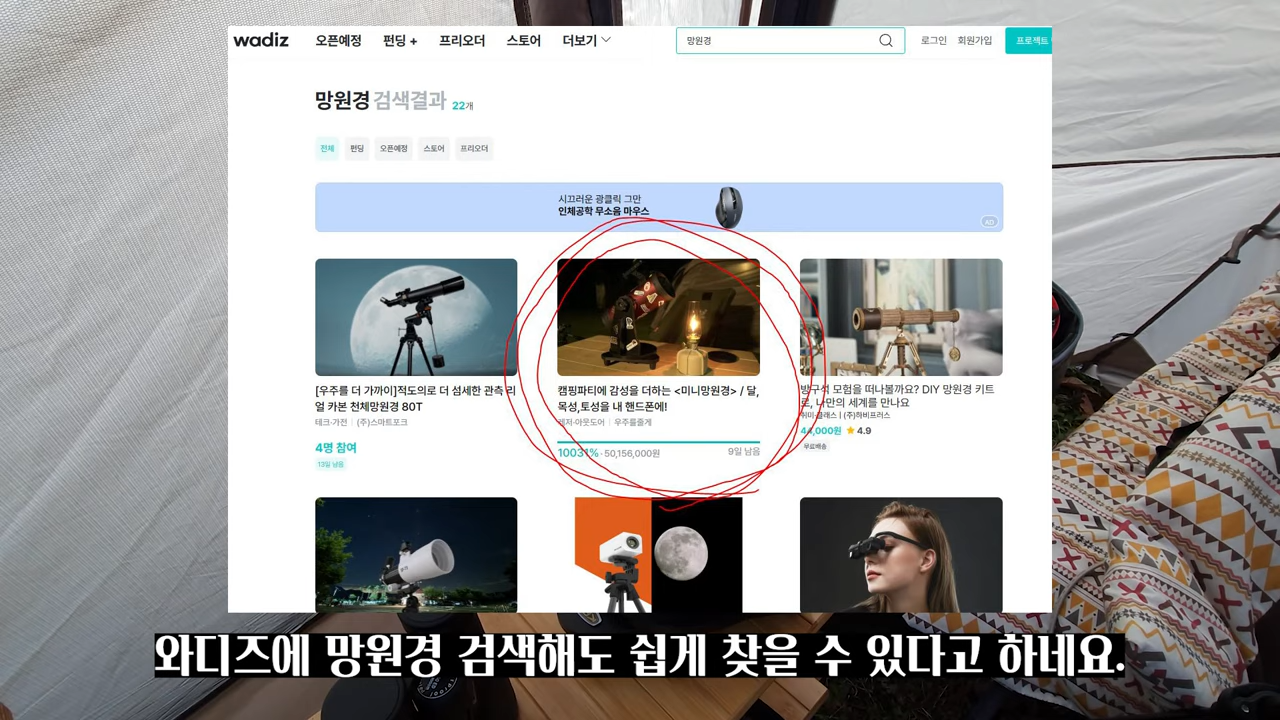 wadiz 오픈예정 펀딩 + 프리오더 스토어 더보기 망원경 로그인 회원가입 프로젝트
망원경 검색결과 22개
전체 펀딩 오픈예정 스토어 프리오더
시끄러운 광클릭 그만
인체공학 무소음 마우스
AD
[우주를 더 가까이]적도의로 더 섬세한 관측 리
얼 카본 천체망원경 80T
테크·가전 | (주)스마트포크
4명 참여
13일 남음
캠핑파티에 감성을 더하는 <미니망원경> / 달,
목성,토성을 내 핸드폰에!
레저·아웃도어 | 우주를줄게
10031% · 50,156,000원 9일 남음
방구석 모험을 떠나볼까요? DIY 망원경 키트
로, 나만의 세계를 만나요
취미·클래스 | (주)하비프러스
44,000원 4.9
무료배송
와디즈에 망원경 검색해도 쉽게 찾을 수 있다고 하네요.